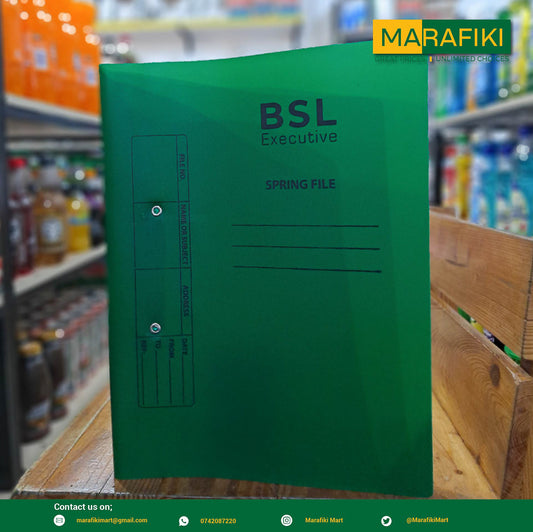 MARAFIKI
GREAT PRICES | UNLIMITED CHOICES
BSL
Executive
SPRING FILE
FILE NO.
NAME OR SUBJECT
ADDRESS
DATE
FROM
TO
REF:
Contact us on;
marafikimart@gmail.com
0742087220
Marafiki Mart
@MarafikiMart